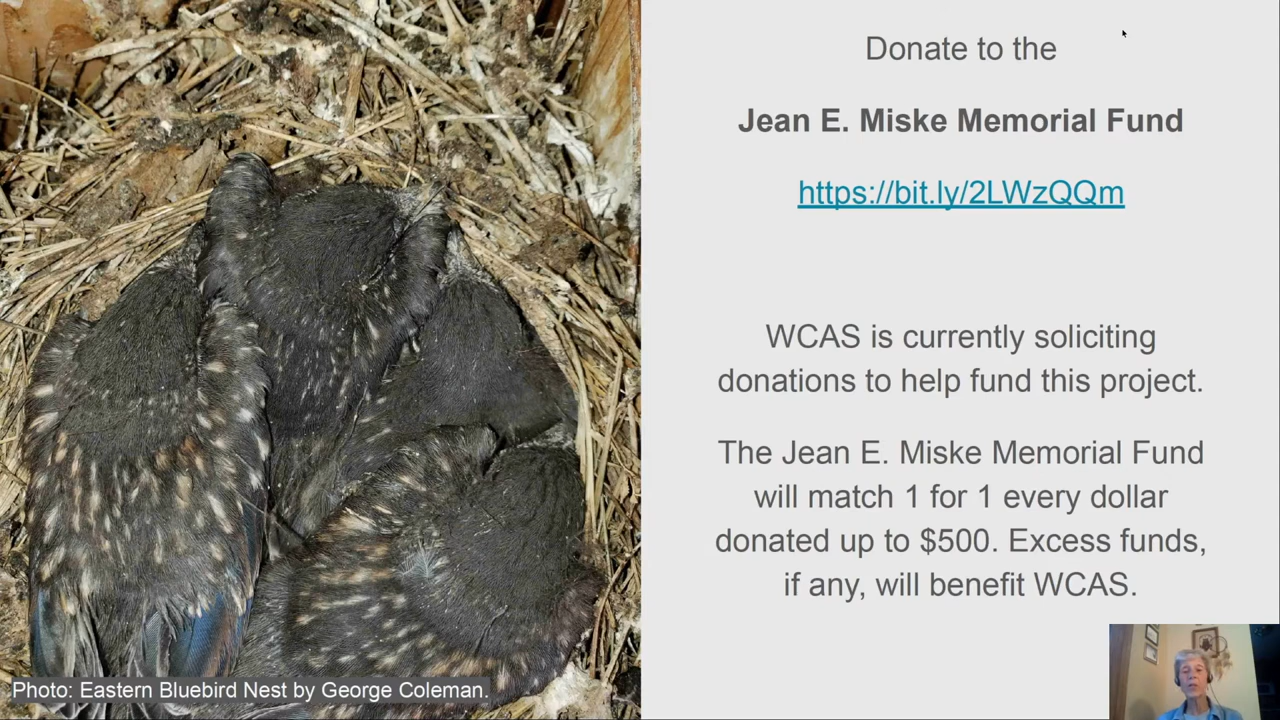 Donate to the
Jean E. Miske Memorial Fund
https://bit.ly/2LWzQQm
WCAS is currently soliciting
donations to help fund this project.
The Jean E. Miske Memorial Fund
will match 1 for 1 every dollar
donated up to $500. Excess funds,
if any, will benefit WCAS.
Photo: Eastern Bluebird Nest by George Coleman.